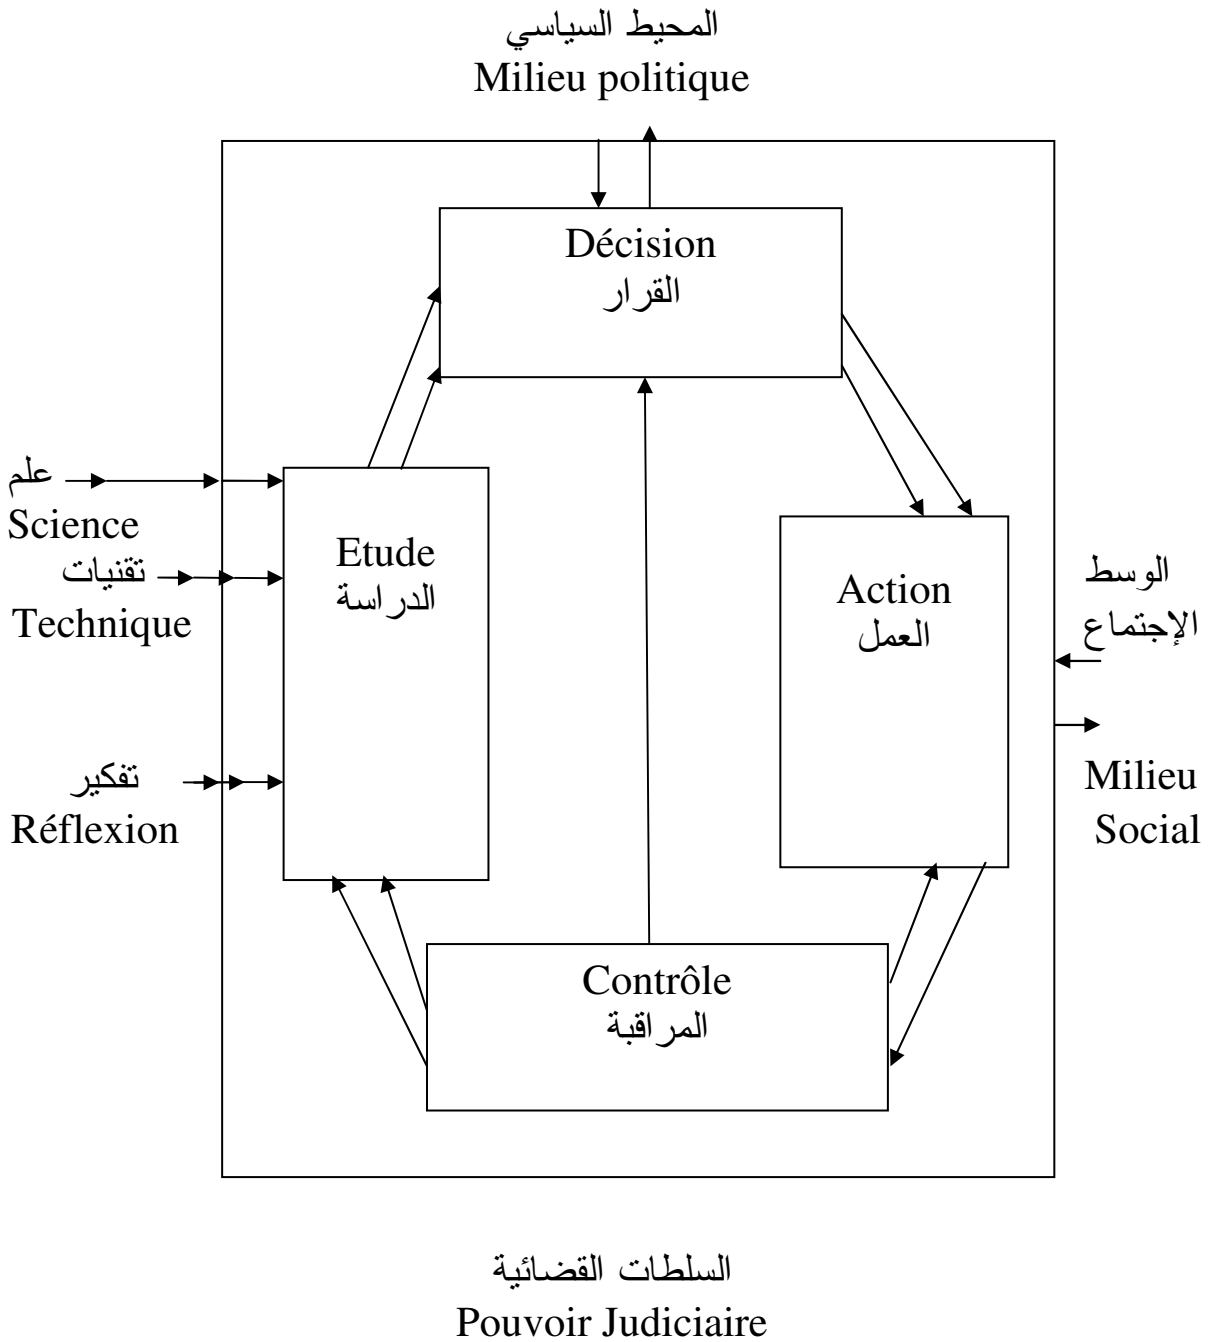 المحيط السياسي
Milieu politique
Décision
القرار
علم
Science
تقنيات
Technique
تفكير
Réflexion
Etude
الدراسة
Action
العمل
الوسط
الإجتماع
Milieu
Social
Contrôle
المراقبة
السلطات القضائية
Pouvoir Judiciaire